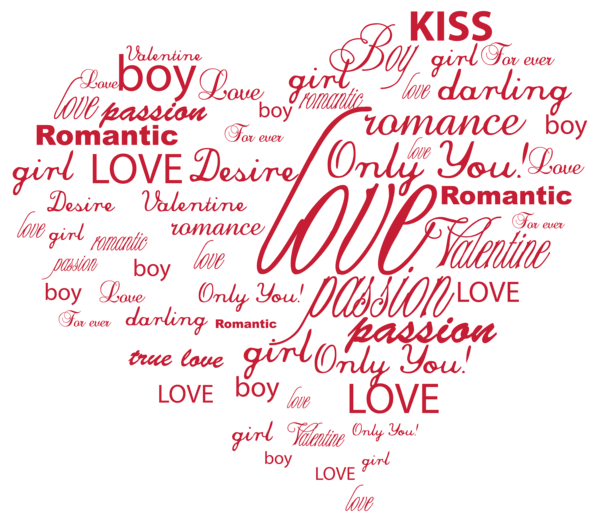 KISS
Valentine
Boy
girl For ever
boy
Love
Love
girl
love
darling
love
passion
boy
romantic
romance
boy
Romantic
For ever
girl
LOVE
Desire
love
Only You!
love
Love
Romantic
Desire
Valentine
love
girl
romantic
romance
For ever
Valentine
passion
boy
love
boy
Love
Only You!
passion
LOVE
For ever
darling
Romantic
passion
true love
girl
Only You!
LOVE
boy
love
LOVE
girl
Valentine
Only You!
boy
LOVE
girl
love